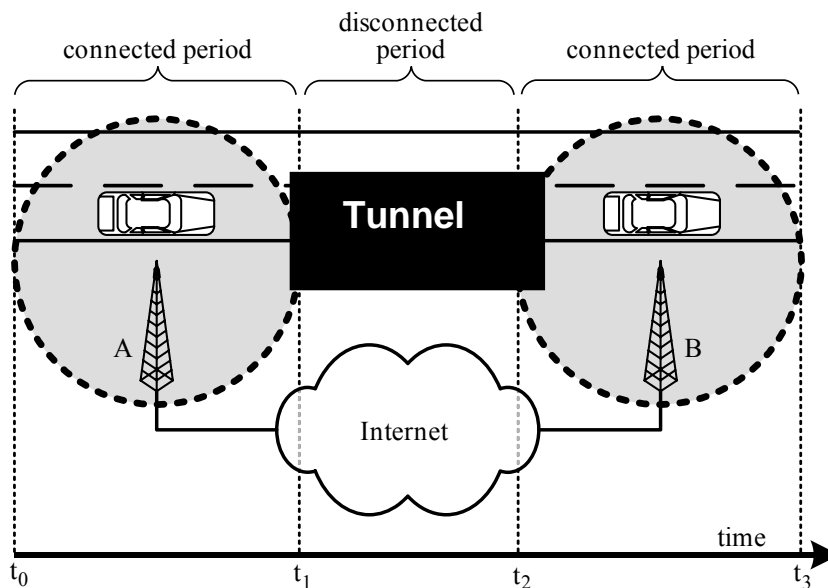 connected period
disconnected
period
connected period
Tunnel
A
B
Internet
time
t0
t1
t2
t3